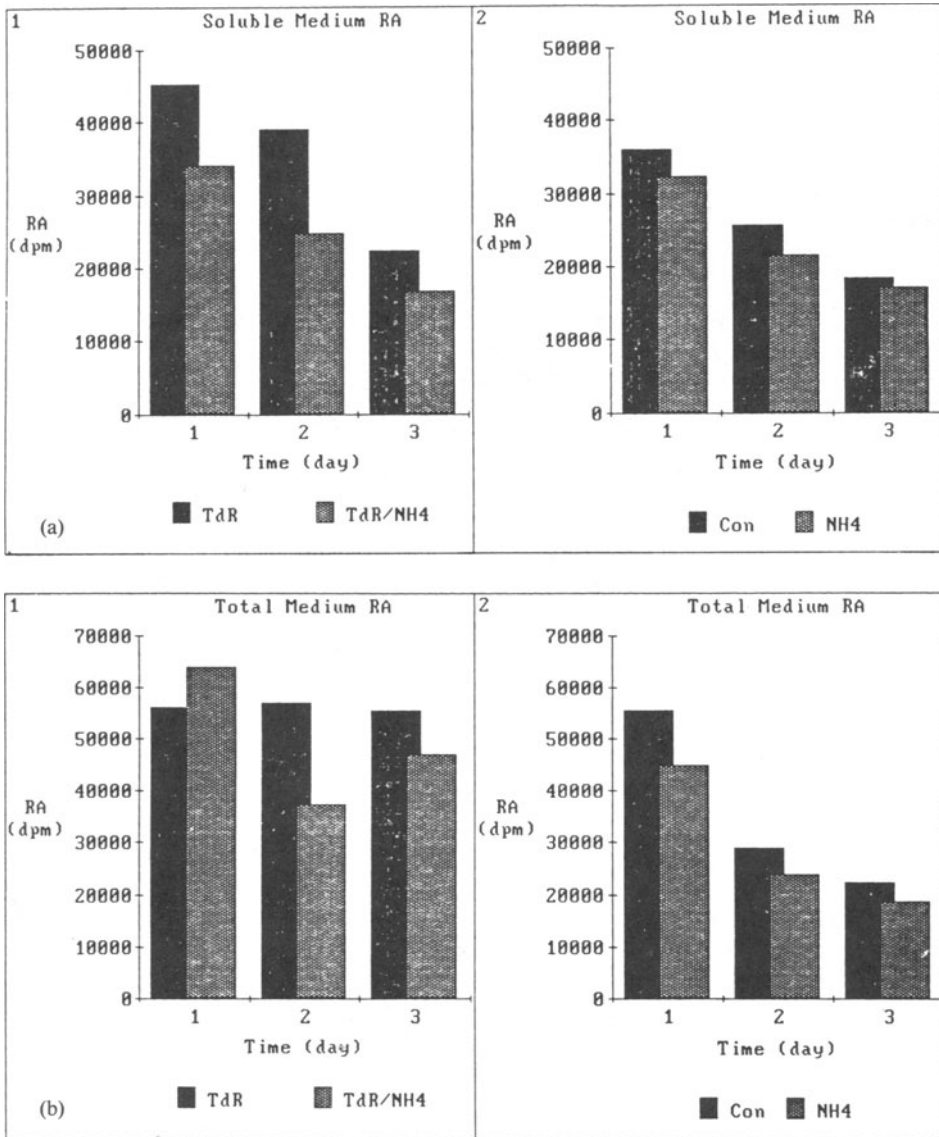 1
Soluble Medium RA
50000
40000
30000
RA
(dpm)
20000
10000
0
1 2 3
Time (day)
TdR TdR/NH4
(a)
2
Soluble Medium RA
50000
40000
30000
RA
(dpm)
20000
10000
0
1 2 3
Time (day)
Con NH4
1
Total Medium RA
70000
60000
50000
40000
RA
(dpm)
30000
20000
10000
0
1 2 3
Time (day)
TdR TdR/NH4
(b)
2
Total Medium RA
70000
60000
50000
40000
RA
(dpm)
30000
20000
10000
0
1 2 3
Time (day)
Con NH4